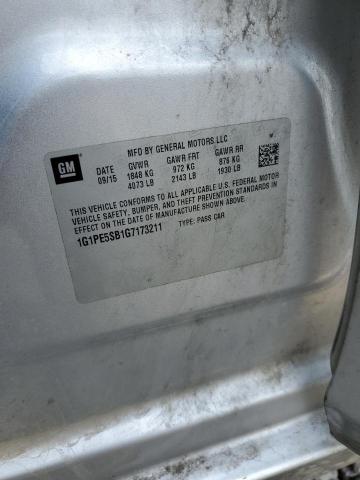 GM
MFD BY GENERAL MOTORS LLC
DATE GVWR GAWR FRT GAWR RR
09/15 1848 KG 972 KG 876 KG
4073 LB 2143 LB 1930 LB
THIS VEHICLE CONFORMS TO ALL APPLICABLE U.S. FEDERAL MOTOR
VEHICLE SAFETY, BUMPER, AND THEFT PREVENTION STANDARDS IN
EFFECT ON THE DATE OF MANUFACTURE SHOWN ABOVE.
1G1PE5SB1G7173211 TYPE: PASS CAR